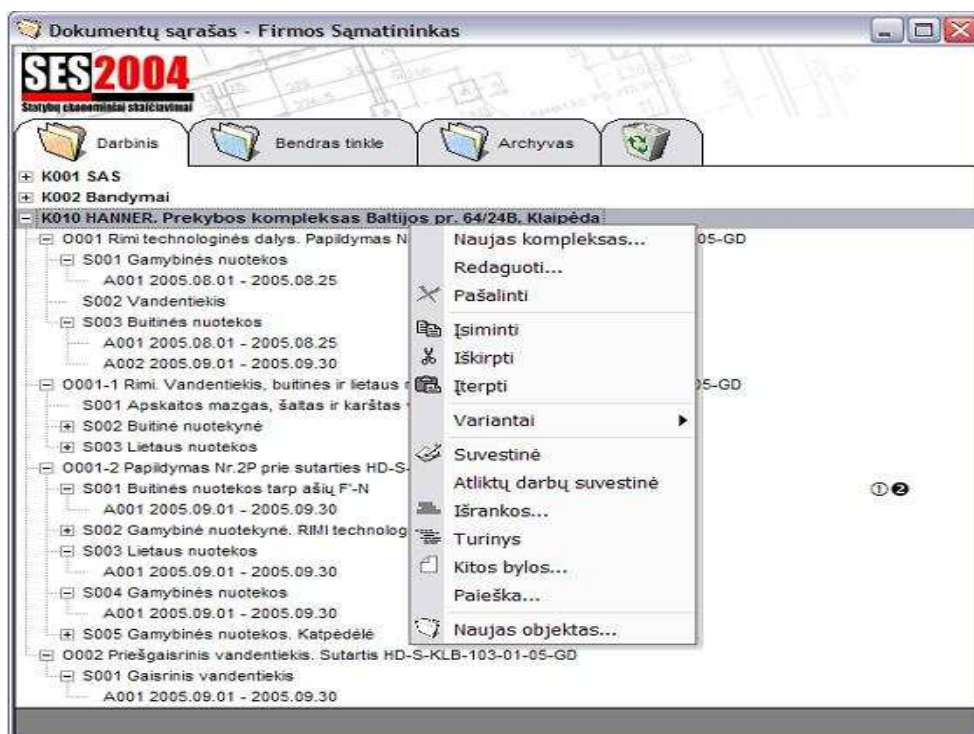 Dokumentų sąrašas - Firmos Sąmatininkas
SES2004
Statybų ekonominiai skaičiavimai
Darbinis
Bendras tinkle
Archyvas
K001 SAS
K002 Bandymai
K010 HANNER. Prekybos kompleksas Baltijos pr. 64/24B, Klaipėda
O001 Rimi technologinės dalys. Papildymas N 05-GD
S001 Gamybinės nuotekos
A001 2005.08.01 - 2005.08.25
S002 Vandentiekis
S003 Buitinės nuotekos
A001 2005.08.01 - 2005.08.25
A002 2005.09.01 - 2005.09.30
O001-1 Rimi. Vandentiekis, buitinės ir lietaus 05-GD
S001 Apskaitos mazgas, šaltas ir karštas
S002 Buitinė nuotekynė
S003 Lietaus nuotekos
O001-2 Papildymas Nr.2P prie sutarties HD-S-
S001 Buitinės nuotekos tarp ašių F'-N ①❷
A001 2005.09.01 - 2005.09.30
S002 Gamybinė nuotekynė. RIMI technolog
S003 Lietaus nuotekos
A001 2005.09.01 - 2005.09.30
S004 Gamybinės nuotekos
A001 2005.09.01 - 2005.09.30
S005 Gamybinės nuotekos. Katpėdėlė
O002 Priešgaisrinis vandentiekis. Sutartis HD-S-KLB-103-01-05-GD
S001 Gaisrinis vandentiekis
A001 2005.09.01 - 2005.09.30
Naujas kompleksas...
Redaguoti...
Pašalinti
Įsiminti
Iškirpti
Įterpti
Variantai
Suvestinė
Atliktų darbų suvestinė
Išrankos...
Turinys
Kitos bylos...
Paieška...
Naujas objektas...